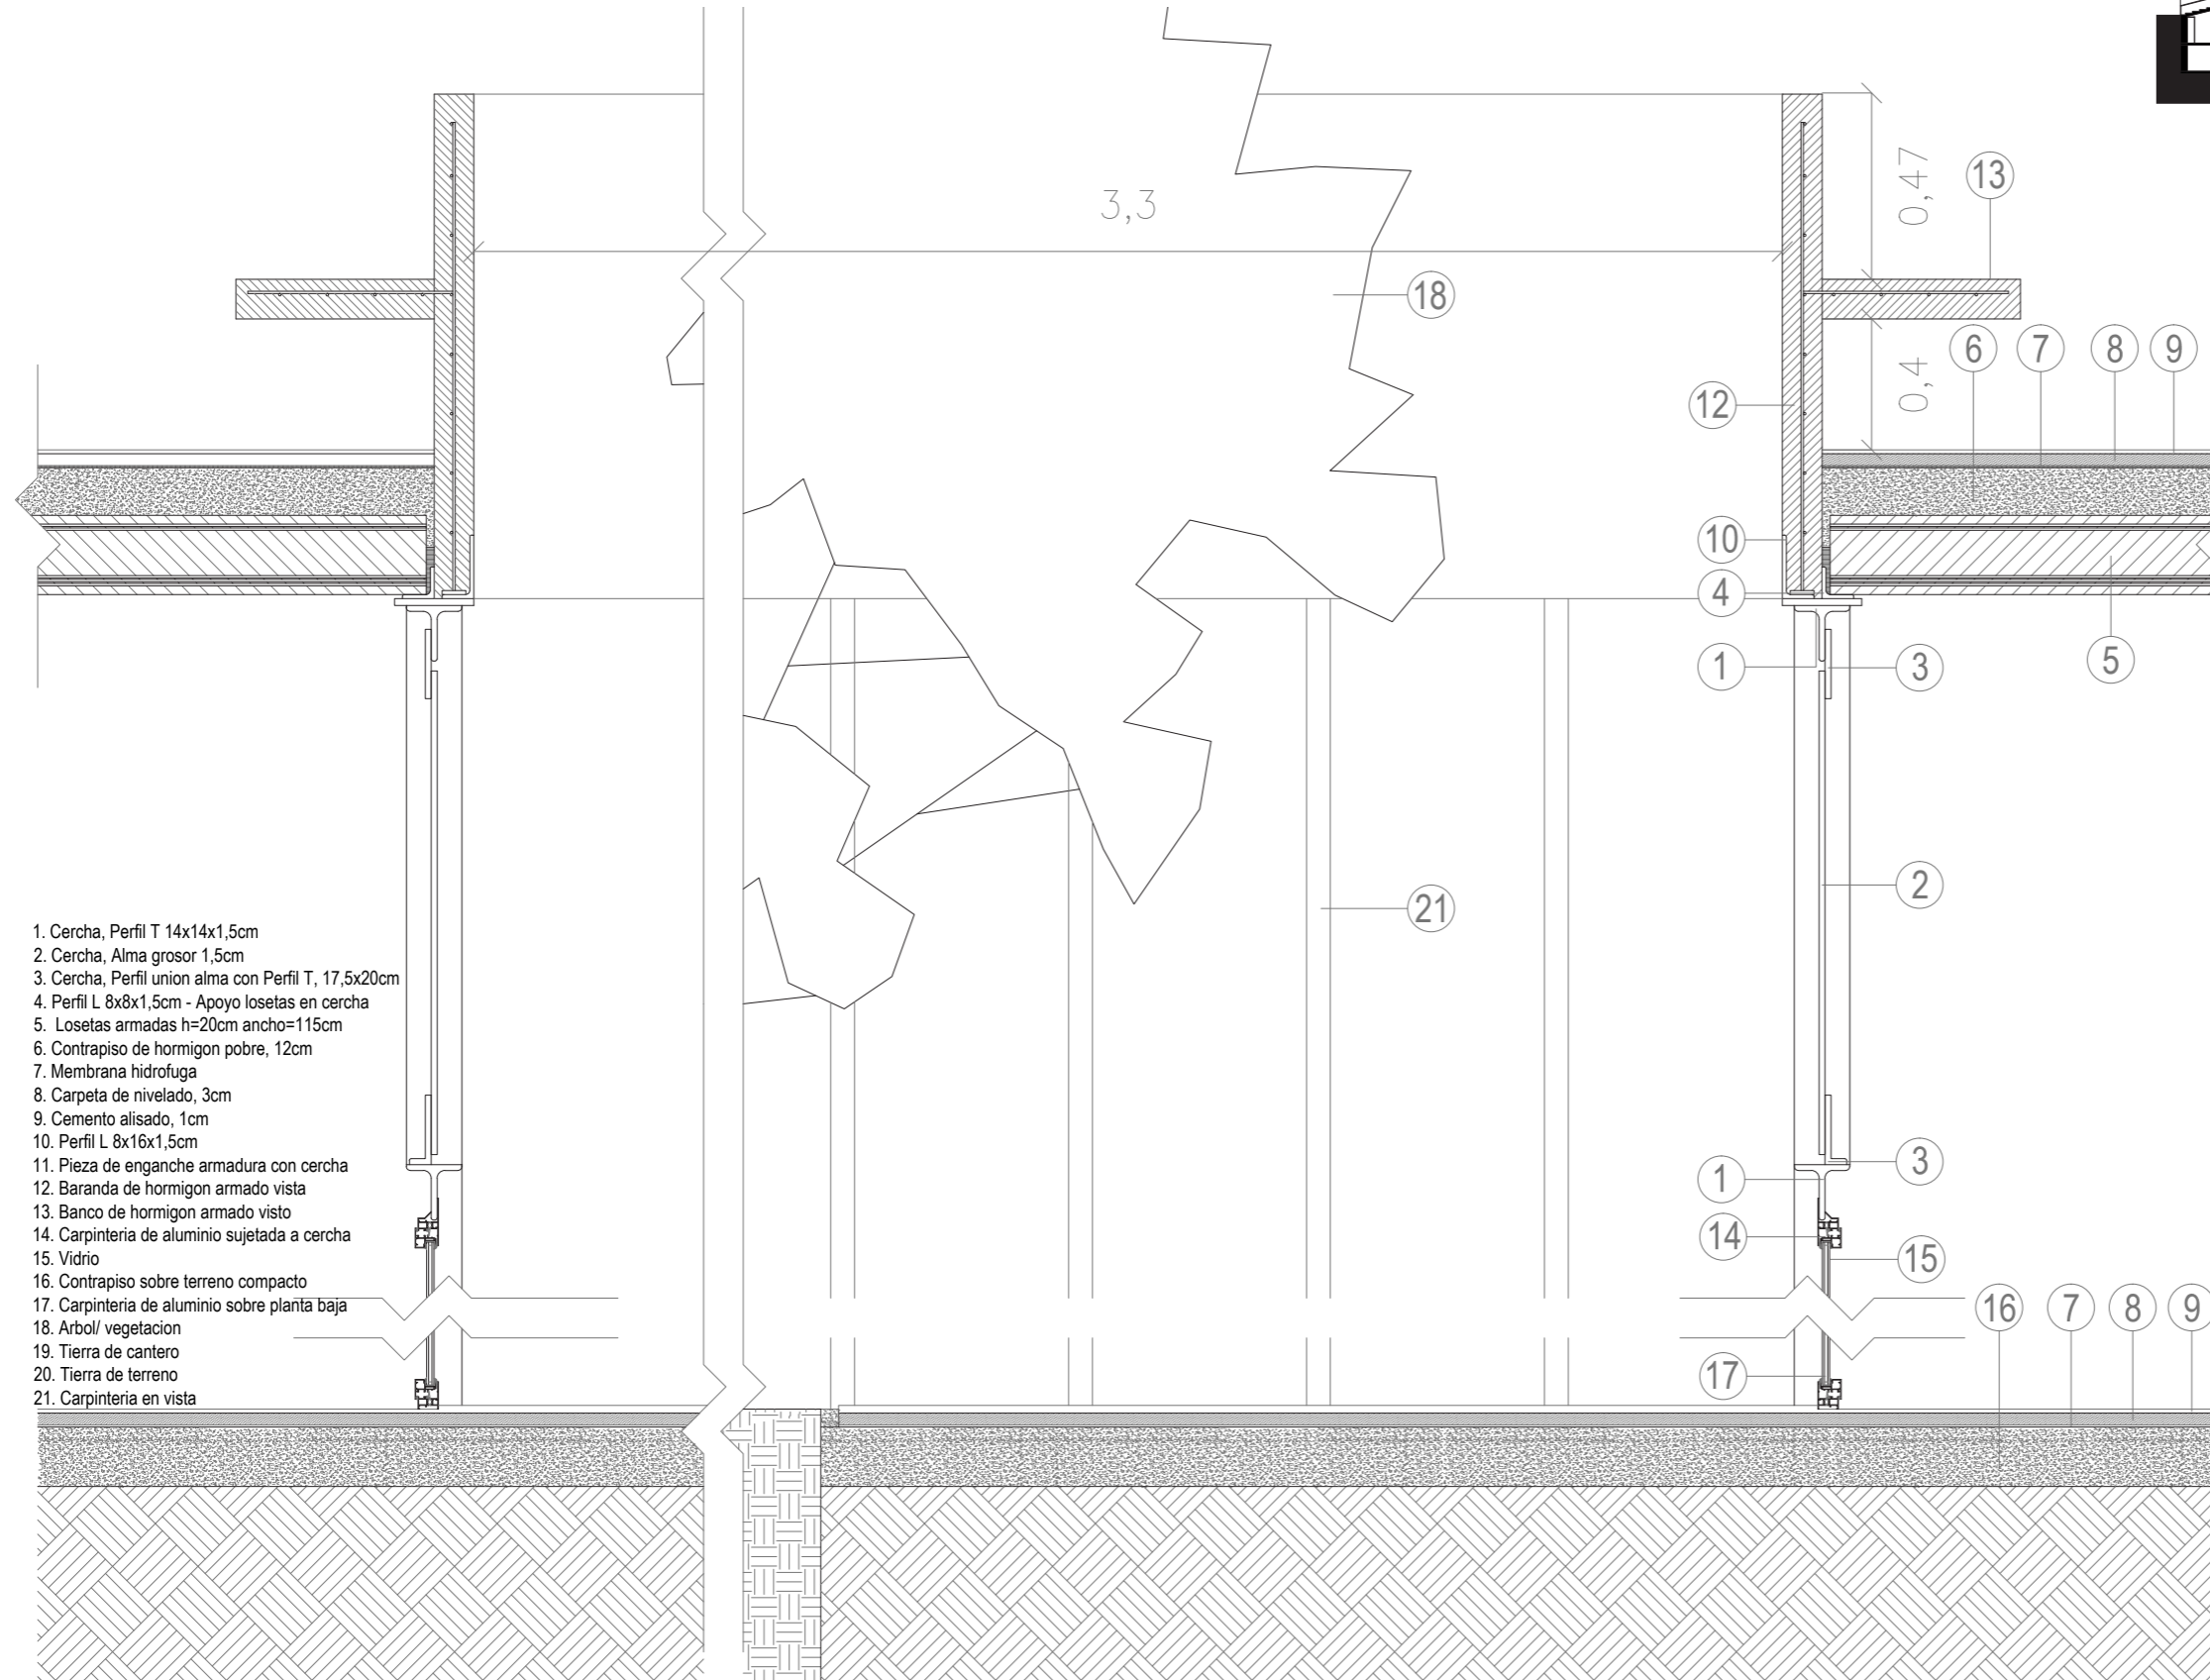 3,3
0,47
13
18
6
7
8
9
0,4
12
10
4
1
3
5
2
21
1. Cercha, Perfil T 14x14x1,5cm
2. Cercha, Alma grosor 1,5cm
3. Cercha, Perfil union alma con Perfil T, 17,5x20cm
4. Perfil L 8x8x1,5cm - Apoyo losetas en cercha
5. Losetas armadas h=20cm ancho=115cm
6. Contrapiso de hormigon pobre, 12cm
7. Membrana hidrofuga
8. Carpeta de nivelado, 3cm
9. Cemento alisado, 1cm
10. Perfil L 8x16x1,5cm
11. Pieza de enganche armadura con cercha
12. Baranda de hormigon armado vista
13. Banco de hormigon armado visto
14. Carpinteria de aluminio sujetada a cercha
15. Vidrio
16. Contrapiso sobre terreno compacto
17. Carpinteria de aluminio sobre planta baja
18. Arbol/ vegetacion
19. Tierra de cantero
20. Tierra de terreno
21. Carpinteria en vista
1
3
14
15
16
7
8
9
17